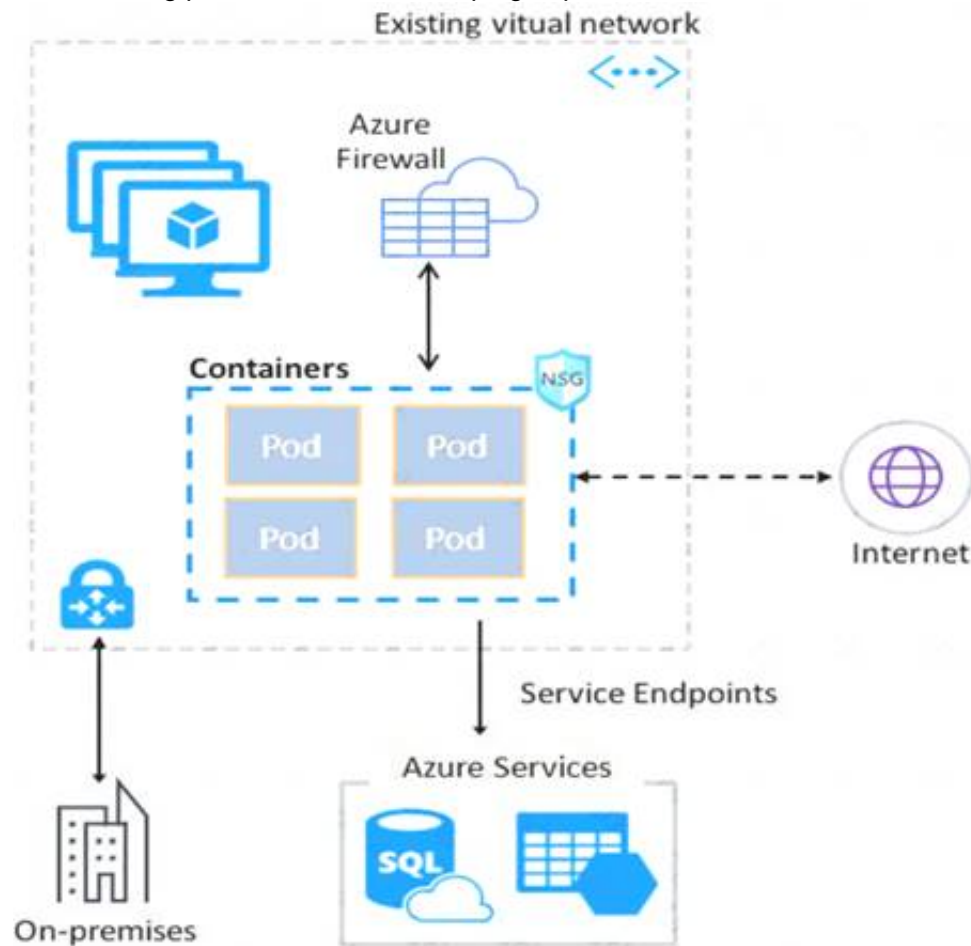 Existing vitual network
Azure
Firewall
Containers
NSG
Pod
Pod
Pod
Pod
Internet
Service Endpoints
Azure Services
SQL
On-premises